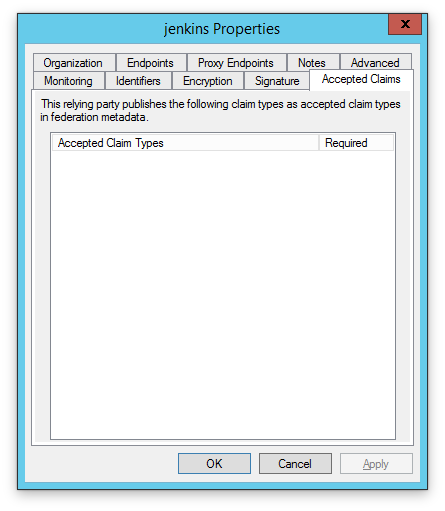 jenkins Properties
x
Organization Endpoints Proxy Endpoints Notes Advanced
Monitoring Identifiers Encryption Signature Accepted Claims
This relying party publishes the following claim types as accepted claim types
in federation metadata.
Accepted Claim Types Required
OK Cancel Apply